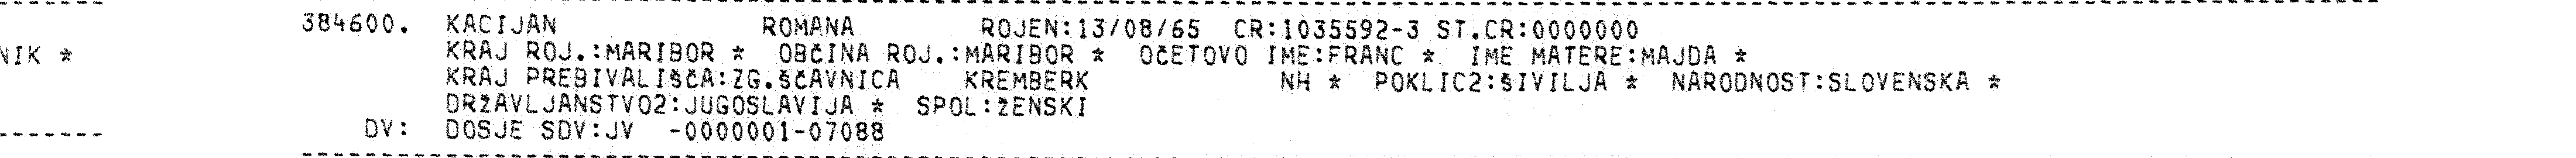 384600. KACIJAN ROMANA ROJEN:13/08/65 CR:1035592-3 ST.CR:0000000
NIK * KRAJ ROJ.:MARIBOR * OBČINA ROJ.:MARIBOR * OČETOVO IME:FRANC * IME MATERE:MAJDA *
KRAJ PREBIVALIŠČA:ZG.ŠČAVNICA KREMBERK NH * POKLIC2:ŠIVILJA * NARODNOST:SLOVENSKA *
DRŽAVLJANSTVO2:JUGOSLAVIJA * SPOL:ŽENSKI
DV: DOSJE SDV:JV -0000001-07088